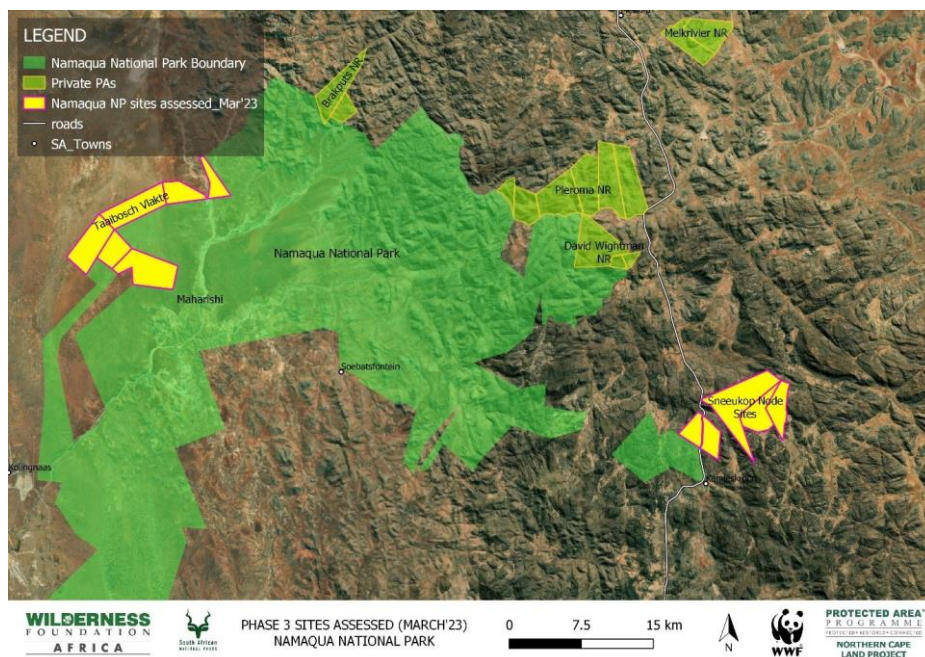 LEGEND
Namaqua National Park Boundary
Private PAs
Namaqua NP sites assessed_Mar'23
roads
SA_Towns
Melkrivier NR
Brakputs NR
Taaibosch Vlakte
Pleroma NR
David Wightman
NR
Namaqua National Park
Maharishi
Soebatsfontein
Sneeukop Node
Sites
WILDERNESS
FOUNDATION
AFRICA
South African
NATIONAL PARKS
PHASE 3 SITES ASSESSED (MARCH'23)
NAMAQUA NATIONAL PARK
0 7.5 15 km
N
WWF
PROTECTED AREA
PROGRAMME
NORTHERN CAPE
LAND PROJECT